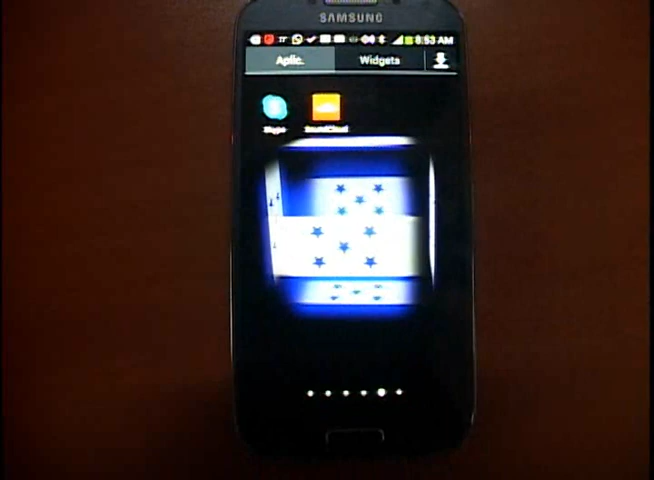 SAMSUNG
8:53 AM
Aplic.
Widgets
Skype
SoundCloud